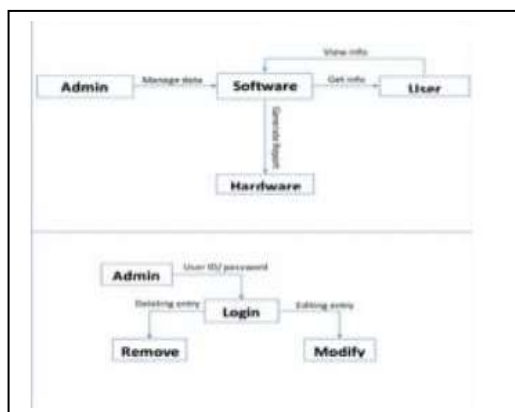 View info
Admin
Manage data
Software
Get info
User
Generate Report
Hardware
Admin
User ID/ password
Deleting entry
Login
Editing entry
Remove
Modify